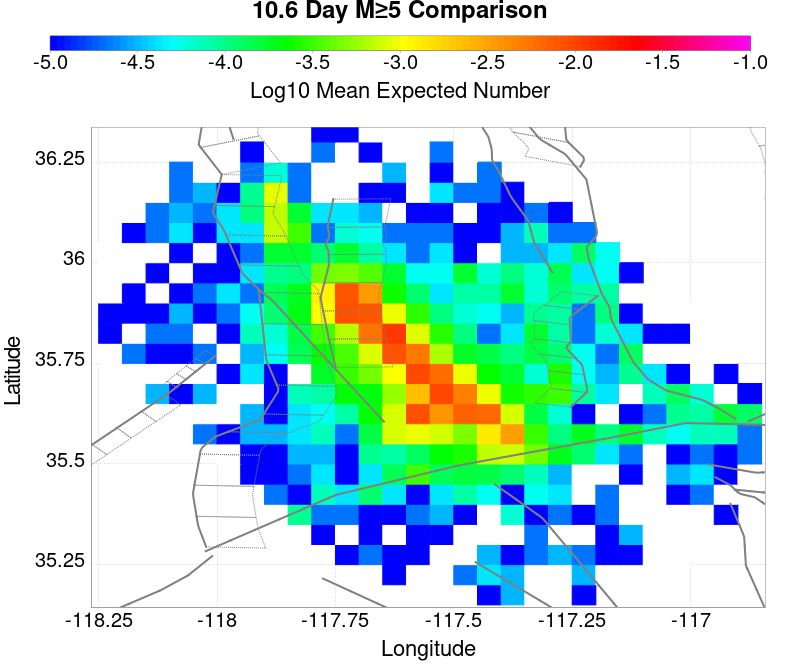 10.6 Day M≥5 Comparison
-5.0 -4.5 -4.0 -3.5 -3.0 -2.5 -2.0 -1.5 -1.0
Log10 Mean Expected Number
36.25
36
35.75
35.5
35.25
Latitude
-118.25 -118 -117.75 -117.5 -117.25 -117
Longitude